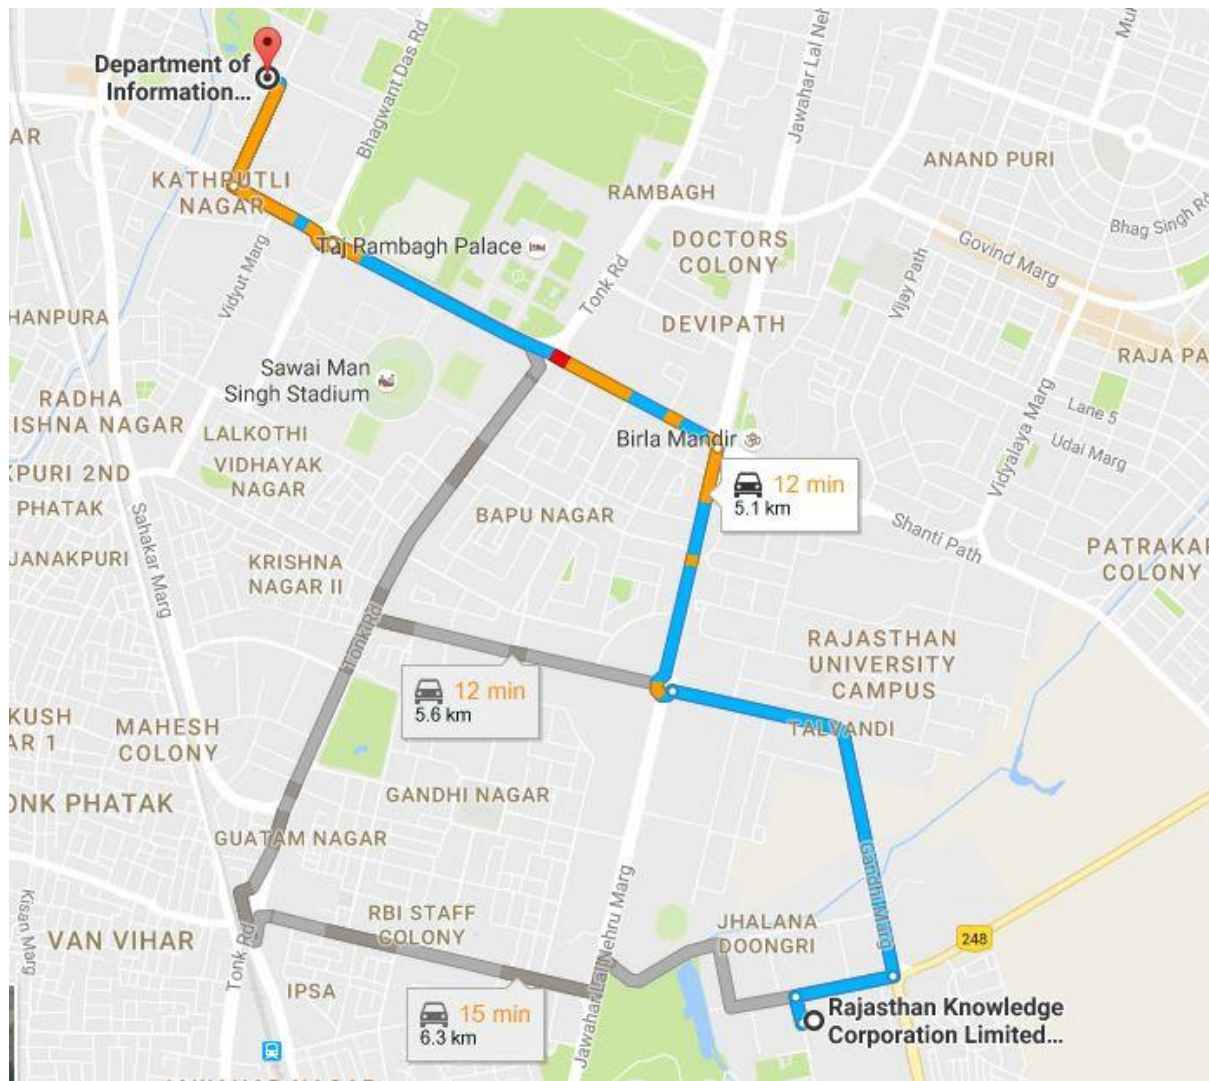 Department of
Information...
Bhagwant Das Rd
Jawahar Lal Neh
AR
KATHPUTLI
NAGAR
RAMBAGH
ANAND PURI
Bhag Singh Rd
Taj Rambagh Palace
DOCTORS
COLONY
Govind Marg
Vidyut Marg
Tonk Rd
Vijay Path
HANPURA
DEVIPATH
RAJA PA
Sawai Man
Singh Stadium
RADHA
ISHNA NAGAR
LALKOTHI
VIDHAYAK
NAGAR
Birla Mandir
Lane 5
Udai Marg
Vidyalaya Marg
KPURI 2ND
PHATAK
12 min
5.1 km
BAPU NAGAR
Shanti Path
Sahakar Marg
JANAKPURI
KRISHNA
NAGAR II
PATRAKAR
COLONY
Tonk Rd
RAJASTHAN
UNIVERSITY
CAMPUS
12 min
5.6 km
KUSH
AR 1
MAHESH
COLONY
TALVANDI
ONK PHATAK
GANDHI NAGAR
GUATAM NAGAR
Gandhi Marg
Kisan Marg
VAN VIHAR
RBI STAFF
COLONY
JHALANA
DOONGRI
248
Tonk Rd
IPSA
Jawahar Lal Nehru Marg
15 min
6.3 km
Rajasthan Knowledge
Corporation Limited...